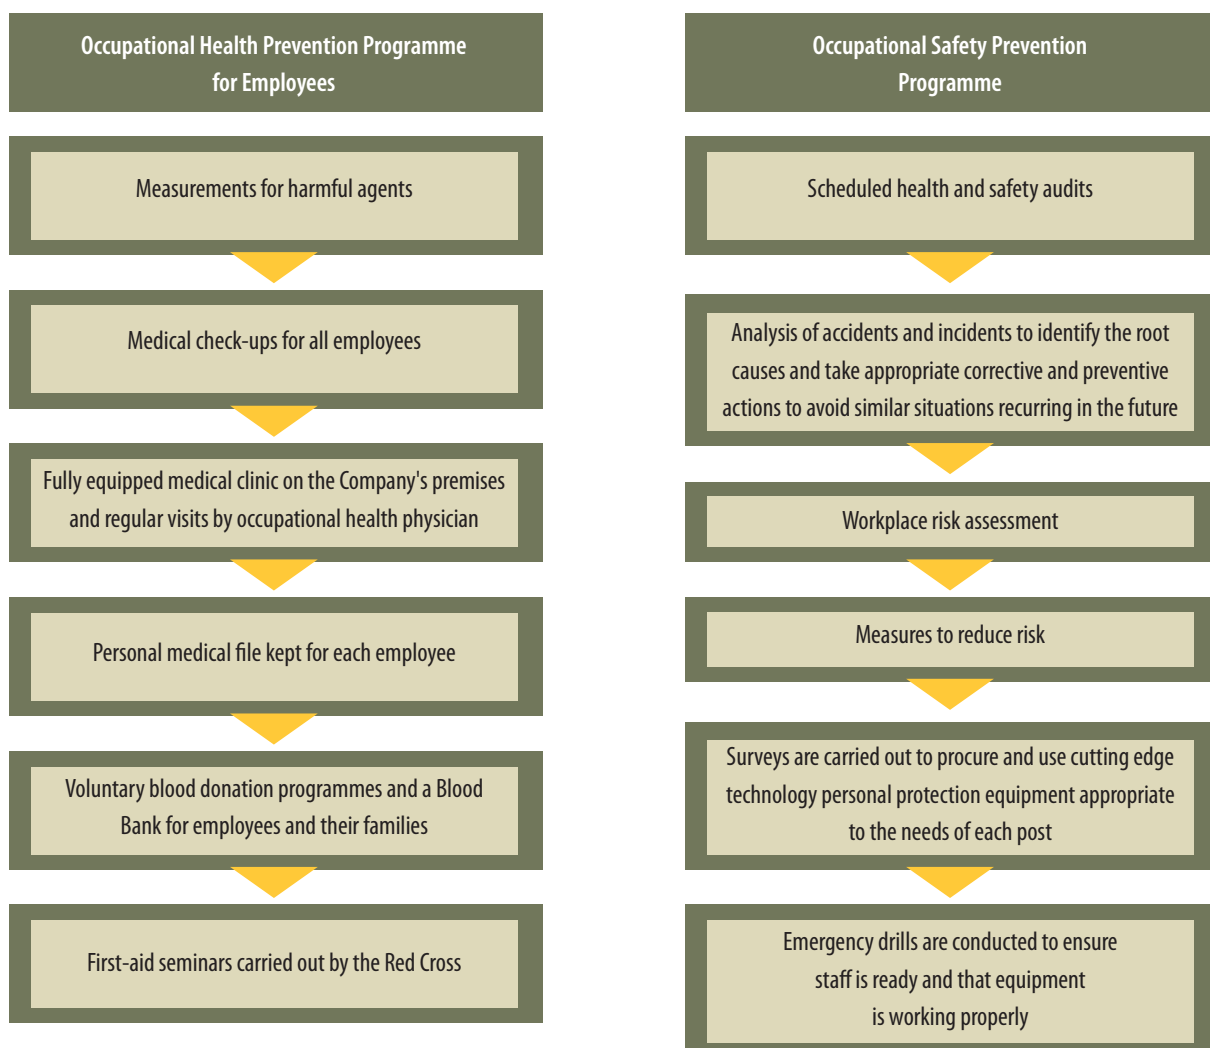 Occupational Health Prevention Programme
for Employees
Measurements for harmful agents
Medical check-ups for all employees
Fully equipped medical clinic on the Company's premises
and regular visits by occupational health physician
Personal medical file kept for each employee
Voluntary blood donation programmes and a Blood
Bank for employees and their families
First-aid seminars carried out by the Red Cross
Occupational Safety Prevention
Programme
Scheduled health and safety audits
Analysis of accidents and incidents to identify the root
causes and take appropriate corrective and preventive
actions to avoid similar situations recurring in the future
Workplace risk assessment
Measures to reduce risk
Surveys are carried out to procure and use cutting edge
technology personal protection equipment appropriate
to the needs of each post
Emergency drills are conducted to ensure
staff is ready and that equipment
is working properly